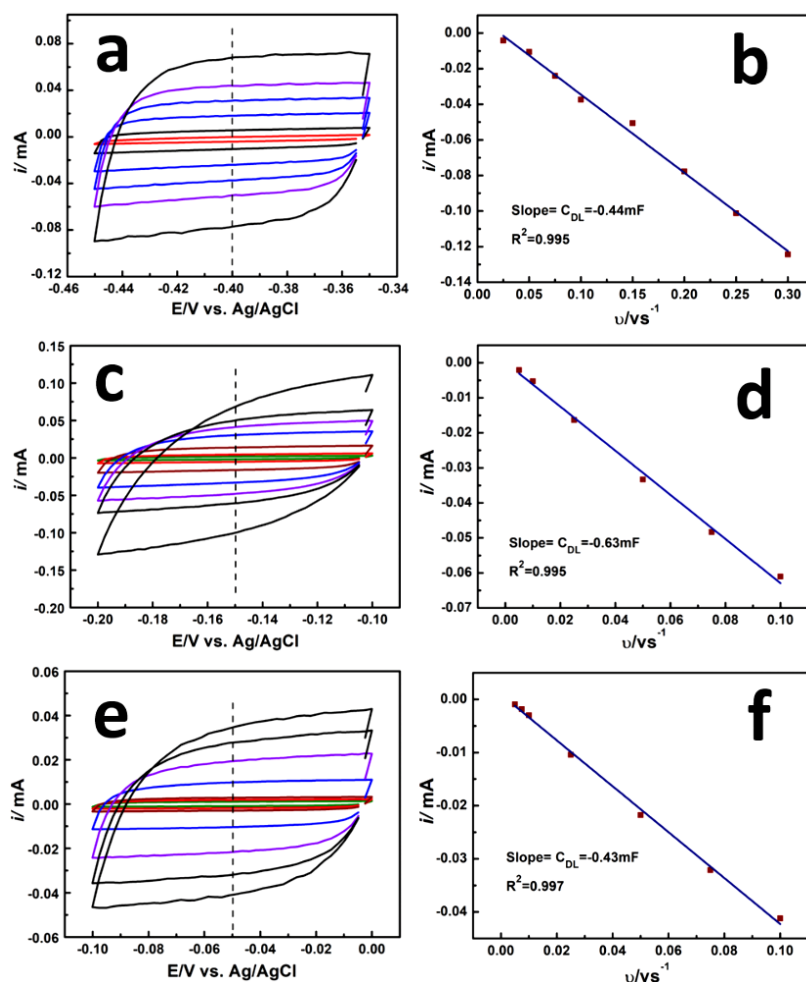 a
i/ mA
0.08
0.04
0.00
-0.04
-0.08
0.12
-0.46 -0.44 -0.42 -0.40 -0.38 -0.36 -0.34
E/V vs. Ag/AgCl
b
i/ mA
0.00
-0.02
-0.04
-0.06
-0.08
-0.10
-0.12
-0.14
Slope= CDL=-0.44mF
R²=0.995
0.00 0.05 0.10 0.15 0.20 0.25 0.30
υ/vs⁻¹
c
i/ mA
0.15
0.10
0.05
0.00
-0.05
-0.10
-0.15
-0.20
-0.20 -0.18 -0.16 -0.14 -0.12 -0.10
E/V vs. Ag/AgCl
d
i/ mA
0.00
-0.01
-0.02
-0.03
-0.04
-0.05
-0.06
-0.07
Slope= CDL=-0.63mF
R²=0.995
0.00 0.02 0.04 0.06 0.08 0.10
υ/vs⁻¹
e
i/ mA
0.06
0.04
0.02
0.00
-0.02
-0.04
-0.06
-0.10 -0.08 -0.06 -0.04 -0.02 0.00
E/V vs. Ag/AgCl
f
i/ mA
-0.00
-0.01
-0.02
-0.03
-0.04
Slope= CDL=-0.43mF
R²=0.997
0.00 0.02 0.04 0.06 0.08 0.10
υ/vs⁻¹